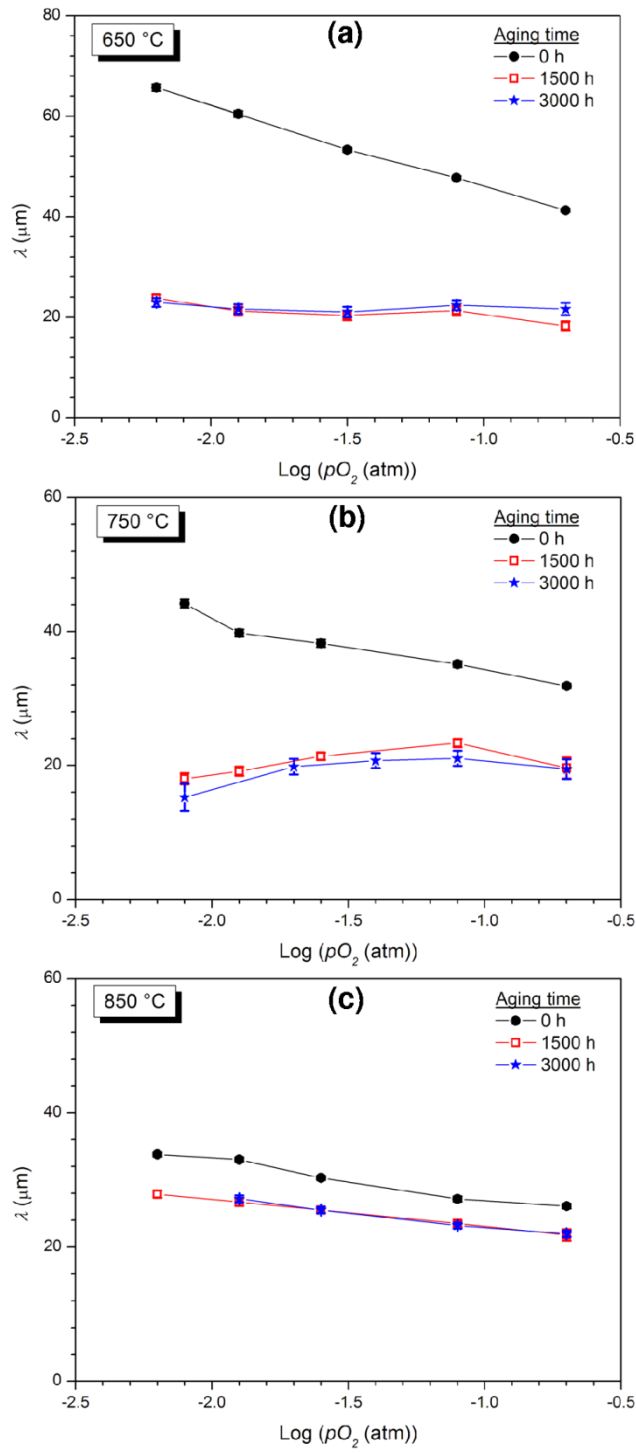 650 °C
(a)
Aging time
0 h
1500 h
3000 h
80
60
40
20
0
λ (μm)
-2.5 -2.0 -1.5 -1.0 -0.5
Log (pO₂ (atm))
750 °C
(b)
Aging time
0 h
1500 h
3000 h
60
40
20
0
λ (μm)
-2.5 -2.0 -1.5 -1.0 -0.5
Log (pO₂ (atm))
850 °C
(c)
Aging time
0 h
1500 h
3000 h
60
40
20
0
λ (μm)
-2.5 -2.0 -1.5 -1.0 -0.5
Log (pO₂ (atm))